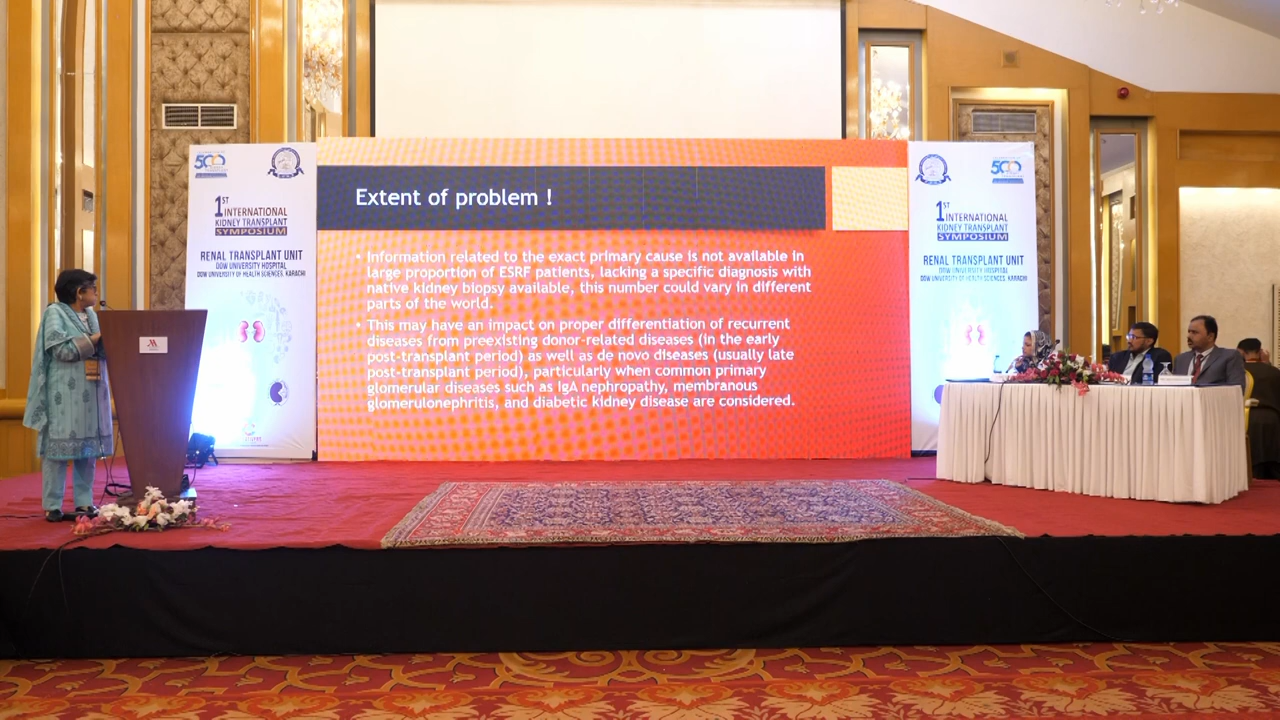 500
1ST
INTERNATIONAL
KIDNEY TRANSPLANT
SYMPOSIUM
RENAL TRANSPLANT UNIT
DOW UNIVERSITY HOSPITAL
DOW UNIVERSITY OF HEALTH SCIENCES, KARACHI
Extent of problem !
• Information related to the exact primary cause is not available in
large proportion of ESRF patients, lacking a specific diagnosis with
native kidney biopsy available, this number could vary in different
parts of the world.
• This may have an impact on proper differentiation of recurrent
diseases from preexisting donor-related diseases (in the early
post-transplant period) as well as de novo diseases (usually late
post-transplant period), particularly when common primary
glomerular diseases such as IgA nephropathy, membranous
glomerulonephritis, and diabetic kidney disease are considered.
500
1ST
INTERNATIONAL
KIDNEY TRANSPLANT
SYMPOSIUM
RENAL TRANSPLANT UNIT
DOW UNIVERSITY HOSPITAL
DOW UNIVERSITY OF HEALTH SCIENCES, KARACHI